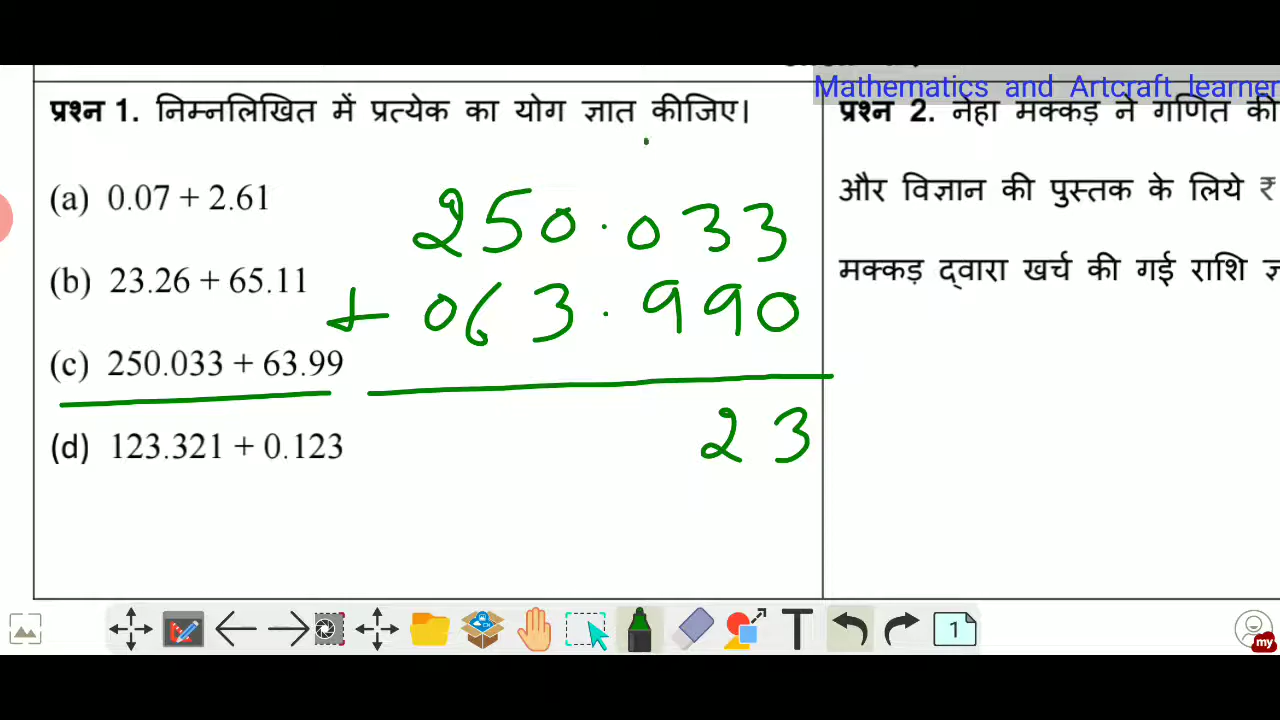 Mathematics and Artcraft learner
प्रश्न 1. निम्नलिखित में प्रत्येक का योग ज्ञात कीजिए।
(a) 0.07 + 2.61
(b) 23.26 + 65.11
(c) 250.033 + 63.99
(d) 123.321 + 0.123
250.033
+ 063.990
23
प्रश्न 2. नेहा मक्कड़ ने गणित की
और विज्ञान की पुस्तक के लिये ₹
मक्कड़ द्वारा खर्च की गई राशि
1
my